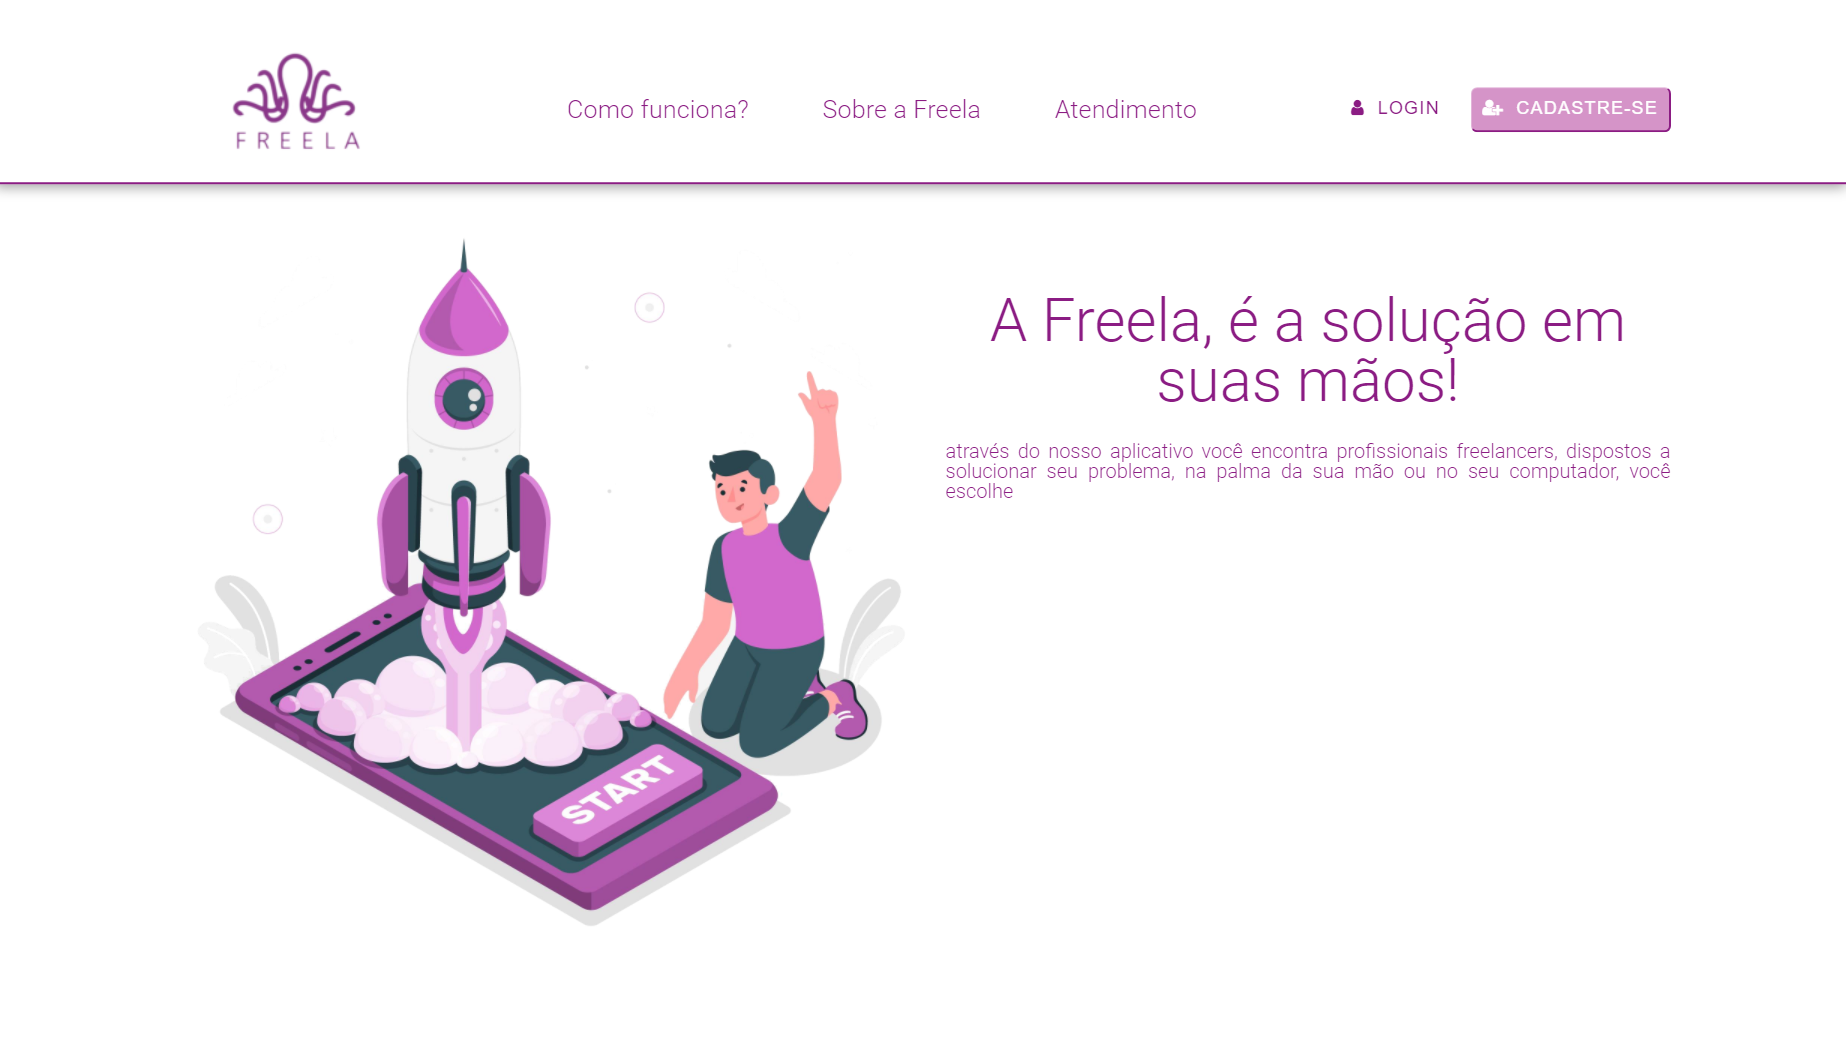 FREELA
Como funciona?
Sobre a Freela
Atendimento
LOGIN
CADASTRE-SE
A Freela, é a solução em
suas mãos!
através do nosso aplicativo você encontra profissionais freelancers, dispostos a
solucionar seu problema, na palma da sua mão ou no seu computador, você
escolhe
START